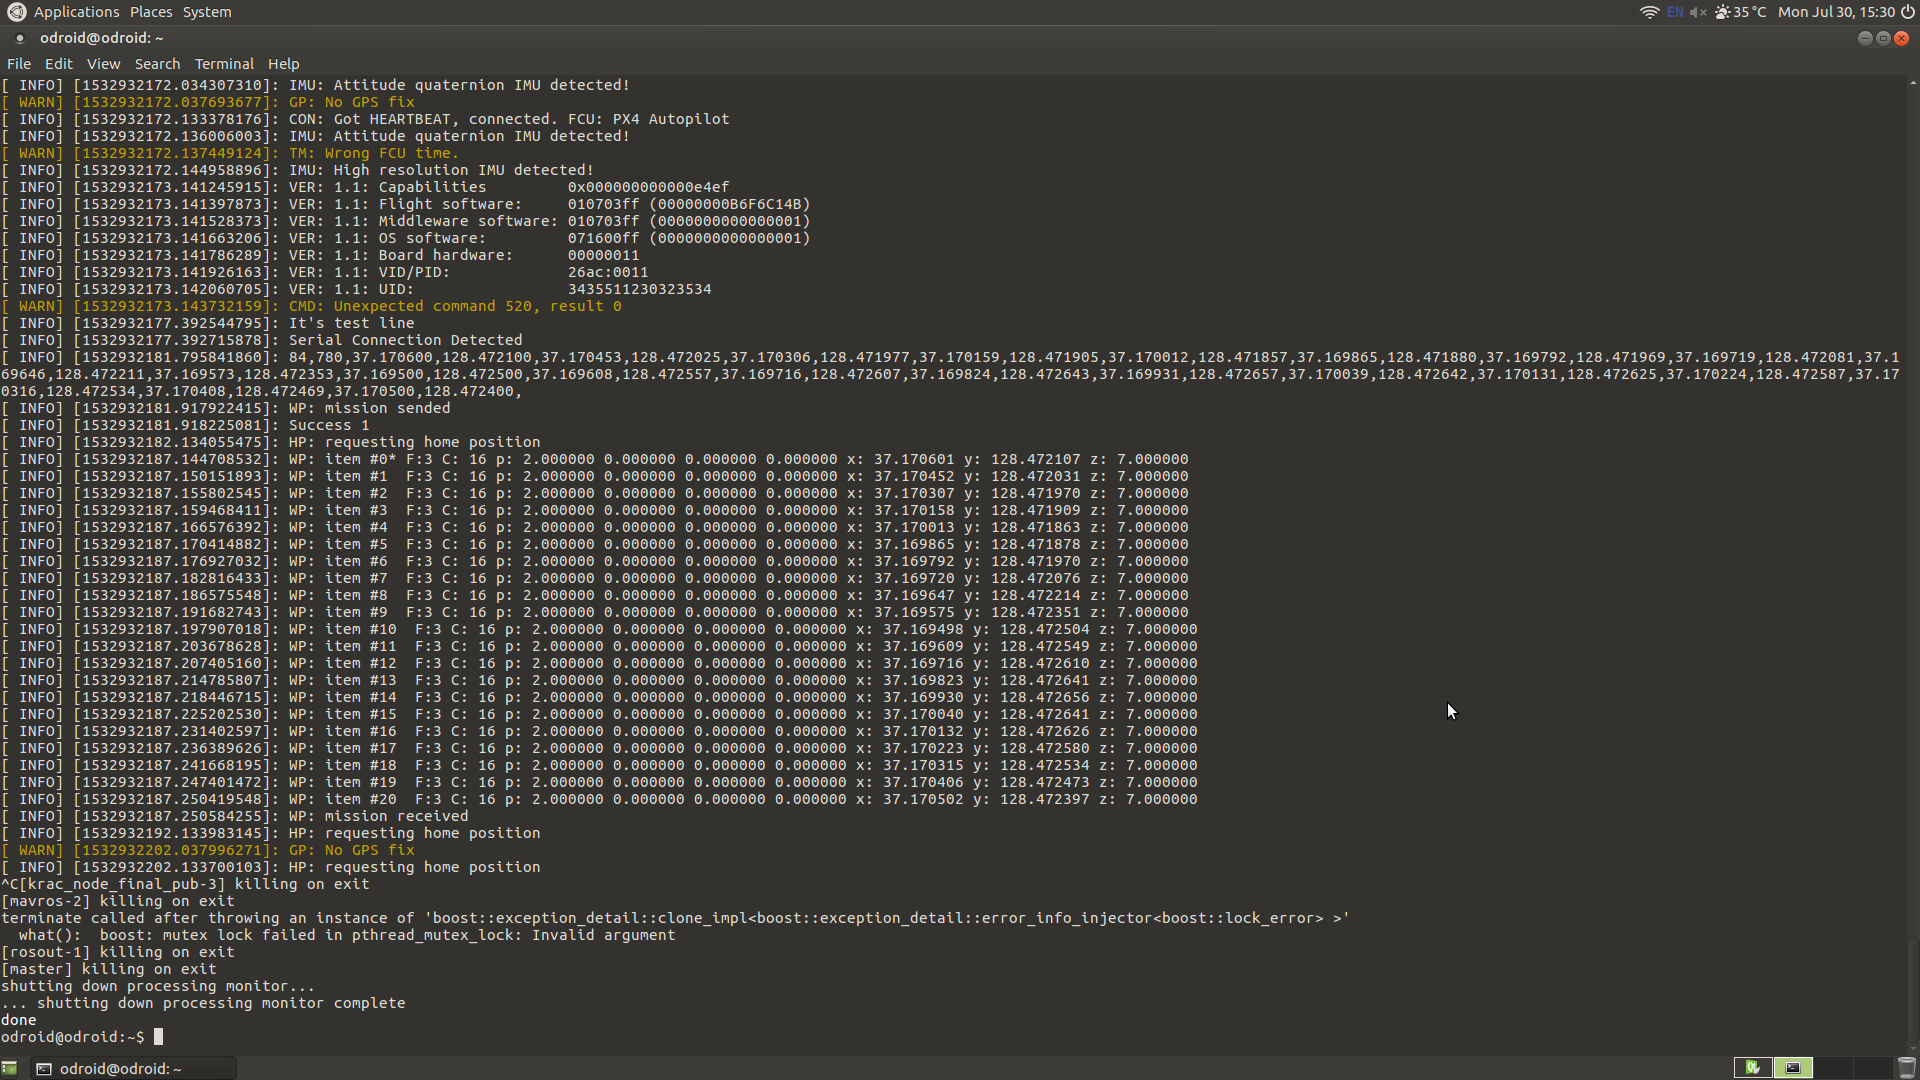 Applications Places System
EN 35 °C Mon Jul 30, 15:30
odroid@odroid: ~
File Edit View Search Terminal Help
[ INFO] [1532932172.034307310]: IMU: Attitude quaternion IMU detected!
[ WARN] [1532932172.037693677]: GP: No GPS fix
[ INFO] [1532932172.133378176]: CON: Got HEARTBEAT, connected. FCU: PX4 Autopilot
[ INFO] [1532932172.136006003]: IMU: Attitude quaternion IMU detected!
[ WARN] [1532932172.137449124]: TM: Wrong FCU time.
[ INFO] [1532932172.144958896]: IMU: High resolution IMU detected!
[ INFO] [1532932173.141245915]: VER: 1.1: Capabilities         0x000000000000e4ef
[ INFO] [1532932173.141397873]: VER: 1.1: Flight software:     010703ff (00000000B6F6C14B)
[ INFO] [1532932173.141528373]: VER: 1.1: Middleware software: 010703ff (0000000000000001)
[ INFO] [1532932173.141663206]: VER: 1.1: OS software:         071600ff (0000000000000001)
[ INFO] [1532932173.141786289]: VER: 1.1: Board hardware:      00000011
[ INFO] [1532932173.141926163]: VER: 1.1: VID/PID:             26ac:0011
[ INFO] [1532932173.142060705]: VER: 1.1: UID:                 3435511230323534
[ WARN] [1532932173.143732159]: CMD: Unexpected command 520, result 0
[ INFO] [1532932177.392544795]: It's test line
[ INFO] [1532932177.392715878]: Serial Connection Detected
[ INFO] [1532932181.795841860]: 84,780,37.170600,128.472100,37.170453,128.472025,37.170306,128.471977,37.170159,128.471905,37.170012,128.471857,37.169865,128.471880,37.169792,128.471969,37.169719,128.472081,37.1
69646,128.472211,37.169573,128.472353,37.169500,128.472500,37.169608,128.472557,37.169716,128.472607,37.169824,128.472643,37.169931,128.472657,37.170039,128.472642,37.170131,128.472625,37.170224,128.472587,37.17
0316,128.472534,37.170408,128.472469,37.170500,128.472400,
[ INFO] [1532932181.917922415]: WP: mission sended
[ INFO] [1532932181.918225081]: Success 1
[ INFO] [1532932182.134055475]: HP: requesting home position
[ INFO] [1532932187.144708532]: WP: item #0* F:3 C: 16 p: 2.000000 0.000000 0.000000 0.000000 x: 37.170601 y: 128.472107 z: 7.000000
[ INFO] [1532932187.150151893]: WP: item #1  F:3 C: 16 p: 2.000000 0.000000 0.000000 0.000000 x: 37.170452 y: 128.472031 z: 7.000000
[ INFO] [1532932187.155802545]: WP: item #2  F:3 C: 16 p: 2.000000 0.000000 0.000000 0.000000 x: 37.170307 y: 128.471970 z: 7.000000
[ INFO] [1532932187.159468411]: WP: item #3  F:3 C: 16 p: 2.000000 0.000000 0.000000 0.000000 x: 37.170158 y: 128.471909 z: 7.000000
[ INFO] [1532932187.166576392]: WP: item #4  F:3 C: 16 p: 2.000000 0.000000 0.000000 0.000000 x: 37.170013 y: 128.471863 z: 7.000000
[ INFO] [1532932187.170414882]: WP: item #5  F:3 C: 16 p: 2.000000 0.000000 0.000000 0.000000 x: 37.169865 y: 128.471878 z: 7.000000
[ INFO] [1532932187.176927032]: WP: item #6  F:3 C: 16 p: 2.000000 0.000000 0.000000 0.000000 x: 37.169792 y: 128.471970 z: 7.000000
[ INFO] [1532932187.182816433]: WP: item #7  F:3 C: 16 p: 2.000000 0.000000 0.000000 0.000000 x: 37.169720 y: 128.472076 z: 7.000000
[ INFO] [1532932187.186575548]: WP: item #8  F:3 C: 16 p: 2.000000 0.000000 0.000000 0.000000 x: 37.169647 y: 128.472214 z: 7.000000
[ INFO] [1532932187.191682743]: WP: item #9  F:3 C: 16 p: 2.000000 0.000000 0.000000 0.000000 x: 37.169575 y: 128.472351 z: 7.000000
[ INFO] [1532932187.197907018]: WP: item #10  F:3 C: 16 p: 2.000000 0.000000 0.000000 0.000000 x: 37.169498 y: 128.472504 z: 7.000000
[ INFO] [1532932187.203678628]: WP: item #11  F:3 C: 16 p: 2.000000 0.000000 0.000000 0.000000 x: 37.169609 y: 128.472549 z: 7.000000
[ INFO] [1532932187.207405160]: WP: item #12  F:3 C: 16 p: 2.000000 0.000000 0.000000 0.000000 x: 37.169716 y: 128.472610 z: 7.000000
[ INFO] [1532932187.214785807]: WP: item #13  F:3 C: 16 p: 2.000000 0.000000 0.000000 0.000000 x: 37.169823 y: 128.472641 z: 7.000000
[ INFO] [1532932187.218446715]: WP: item #14  F:3 C: 16 p: 2.000000 0.000000 0.000000 0.000000 x: 37.169930 y: 128.472656 z: 7.000000
[ INFO] [1532932187.225202530]: WP: item #15  F:3 C: 16 p: 2.000000 0.000000 0.000000 0.000000 x: 37.170040 y: 128.472641 z: 7.000000
[ INFO] [1532932187.231402597]: WP: item #16  F:3 C: 16 p: 2.000000 0.000000 0.000000 0.000000 x: 37.170132 y: 128.472626 z: 7.000000
[ INFO] [1532932187.236389626]: WP: item #17  F:3 C: 16 p: 2.000000 0.000000 0.000000 0.000000 x: 37.170223 y: 128.472580 z: 7.000000
[ INFO] [1532932187.241668195]: WP: item #18  F:3 C: 16 p: 2.000000 0.000000 0.000000 0.000000 x: 37.170315 y: 128.472534 z: 7.000000
[ INFO] [1532932187.247401472]: WP: item #19  F:3 C: 16 p: 2.000000 0.000000 0.000000 0.000000 x: 37.170406 y: 128.472473 z: 7.000000
[ INFO] [1532932187.250419548]: WP: item #20  F:3 C: 16 p: 2.000000 0.000000 0.000000 0.000000 x: 37.170502 y: 128.472397 z: 7.000000
[ INFO] [1532932187.250584255]: WP: mission received
[ INFO] [1532932192.133983145]: HP: requesting home position
[ WARN] [1532932202.037996271]: GP: No GPS fix
[ INFO] [1532932202.133700103]: HP: requesting home position
^C[krac_node_final_pub-3] killing on exit
[mavros-2] killing on exit
terminate called after throwing an instance of 'boost::exception_detail::clone_impl<boost::exception_detail::error_info_injector<boost::lock_error> >'
  what():  boost: mutex lock failed in pthread_mutex_lock: Invalid argument
[rosout-1] killing on exit
[master] killing on exit
shutting down processing monitor...
... shutting down processing monitor complete
done
odroid@odroid:~$
odroid@odroid: ~